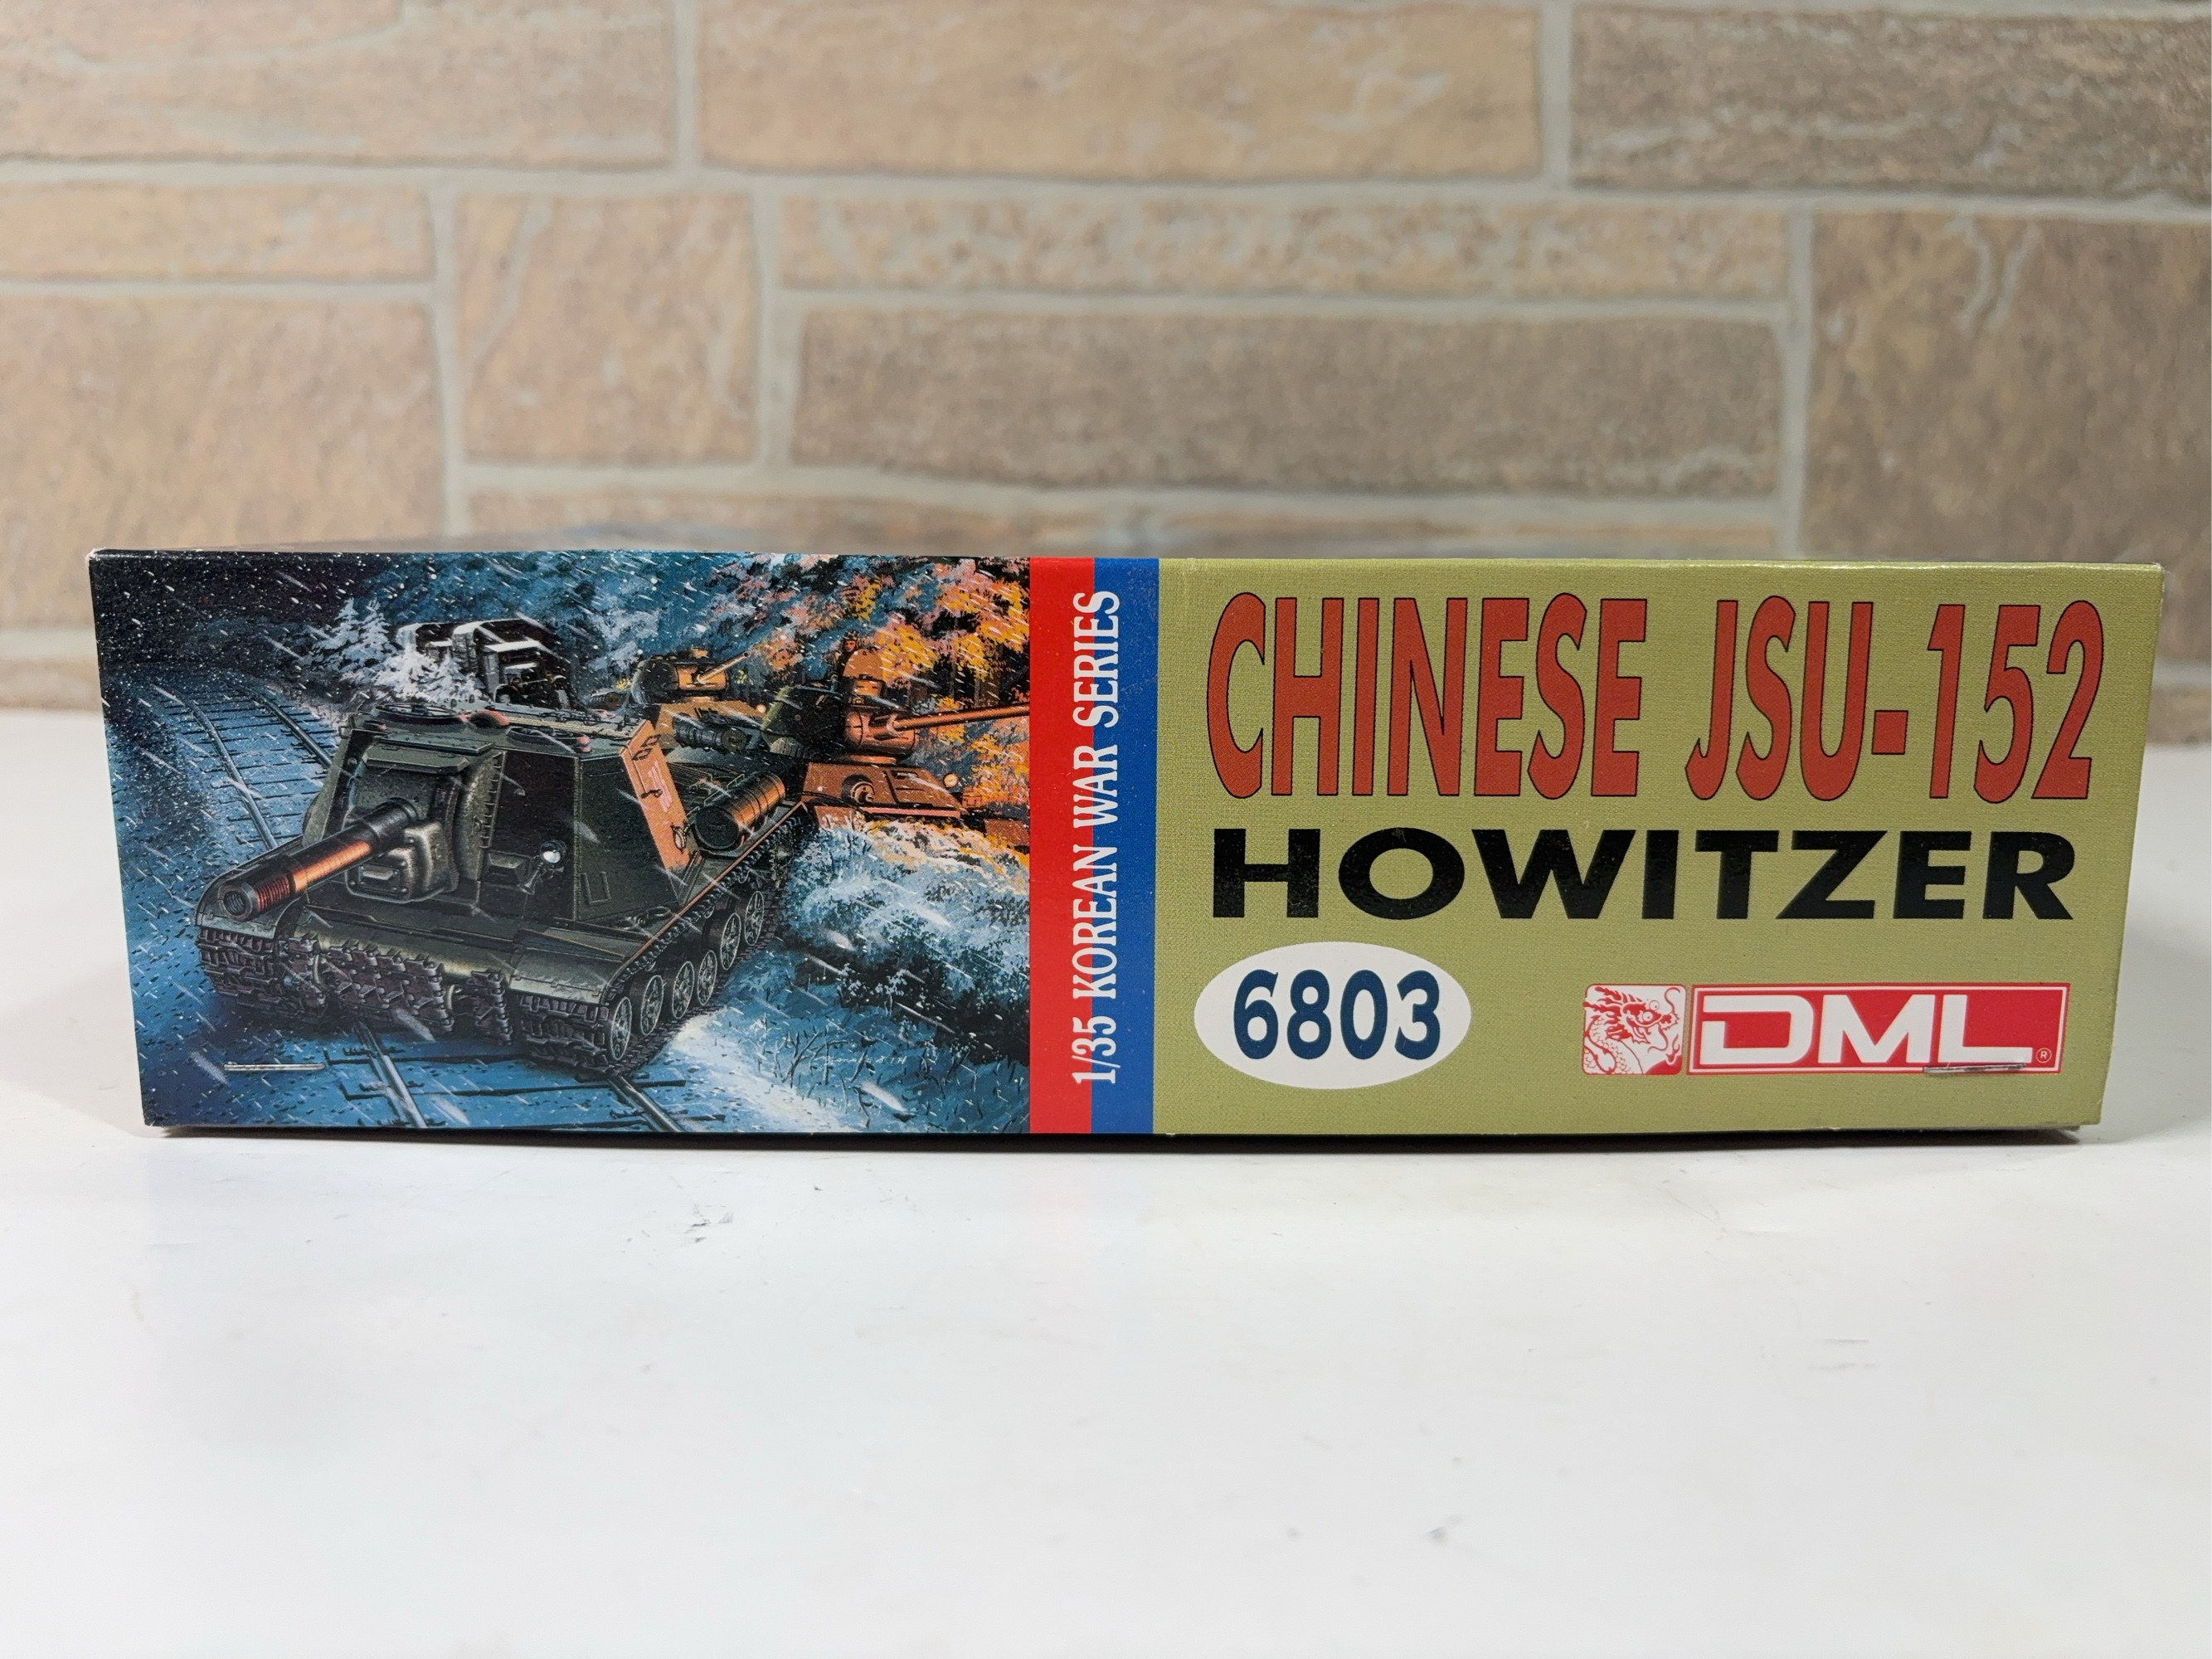 1/35 KOREAN WAR SERIES
CHINESE JSU-152
HOWITZER
6803
DML®